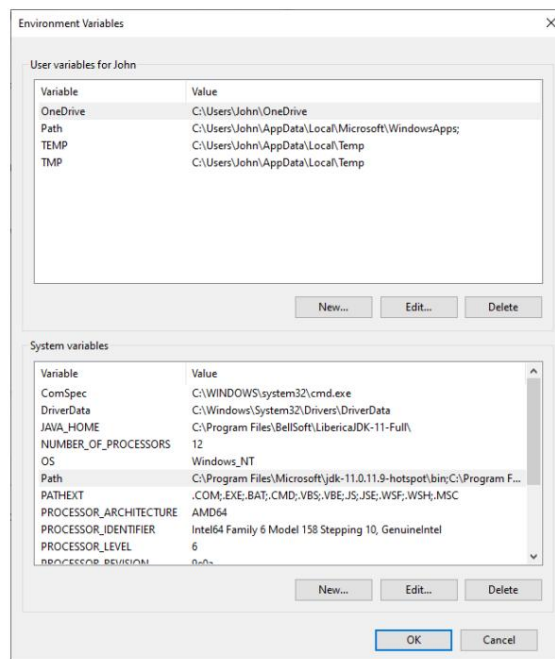 Environment Variables
User variables for John
Variable Value
OneDrive C:\Users\John\OneDrive
Path C:\Users\John\AppData\Local\Microsoft\WindowsApps;
TEMP C:\Users\John\AppData\Local\Temp
TMP C:\Users\John\AppData\Local\Temp
New... Edit... Delete
System variables
Variable Value
ComSpec C:\WINDOWS\system32\cmd.exe
DriverData C:\Windows\System32\Drivers\DriverData
JAVA_HOME C:\Program Files\BellSoft\LibericaJDK-11-Full\
NUMBER_OF_PROCESSORS 12
OS Windows_NT
Path C:\Program Files\Microsoft\jdk-11.0.11.9-hotspot\bin;C:\Program F...
PATHEXT .COM;.EXE;.BAT;.CMD;.VBS;.VBE;.JS;.JSE;.WSF;.WSH;.MSC
PROCESSOR_ARCHITECTURE AMD64
PROCESSOR_IDENTIFIER Intel64 Family 6 Model 158 Stepping 10, GenuineIntel
PROCESSOR_LEVEL 6
PROCESSOR_REVISION 9e0a
New... Edit... Delete
OK Cancel